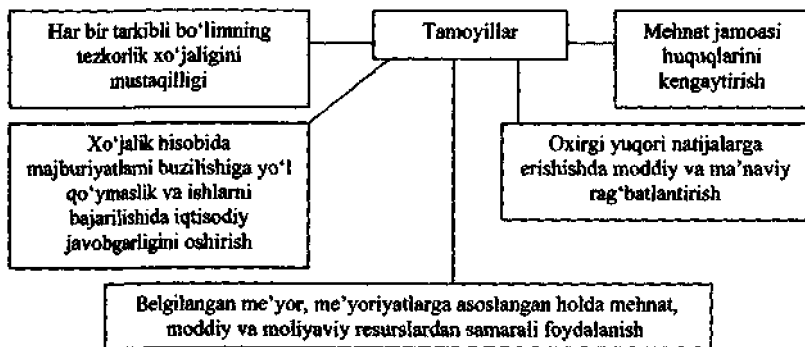 Har bir tarkibli bo‘limning
tezkorlik xo‘jaligini
mustaqilligi
Tamoyillar
Mehnat jamoasi
huquqlarini
kengaytirish
Xo‘jalik hisobida
majburiyatlarni buzilishiga yo‘l
qo‘ymaslik va ishlarni
bajarilishida iqtisodiy
javobgarligini oshirish
Oxirgi yuqori natijalarga
erishishda moddiy va ma’naviy
rag‘batlantirish
Belgilangan me’yor, me’yoriyatlarga asoslangan holda mehnat,
moddiy va moliyaviy resurslardan samarali foydalanish